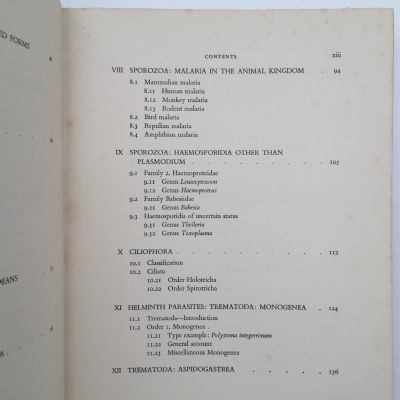 ED FORMS
DEANS
CONTENTS xiii
VIII SPOROZOA: MALARIA IN THE ANIMAL KINGDOM . 94
8.1 Mammalian malaria
8.11 Human malaria
8.12 Monkey malaria
8.13 Rodent malaria
8.2 Bird malaria
8.3 Reptilian malaria
8.4 Amphibian malaria
IX SPOROZOA: HAEMOSPORIDIA OTHER THAN
PLASMODIUM . . . . . . . . 105
9.1 Family 2. Haemoproteidae
9.11 Genus Leucocytozoon
9.12 Genus Haemoproteus
9.2 Family Babesiidae
9.21 Genus Babesia
9.3 Haemosporidia of uncertain status
9.31 Genus Theileria
9.32 Genus Toxoplasma
X CILIOPHORA . . . . . . . . 112
10.1 Classification
10.2 Ciliata
10.21 Order Holotricha
10.22 Order Spirotricha
XI HELMINTH PARASITES: TREMATODA: MONOGENEA . 124
11.1 Trematoda—Introduction
11.2 Order 1. Monogenea .
11.21 Type example: Polystoma integerrimum
11.22 General account
11.23 Miscellaneous Monogenea
XII TREMATODA: ASPIDOGASTREA . . . . . 136